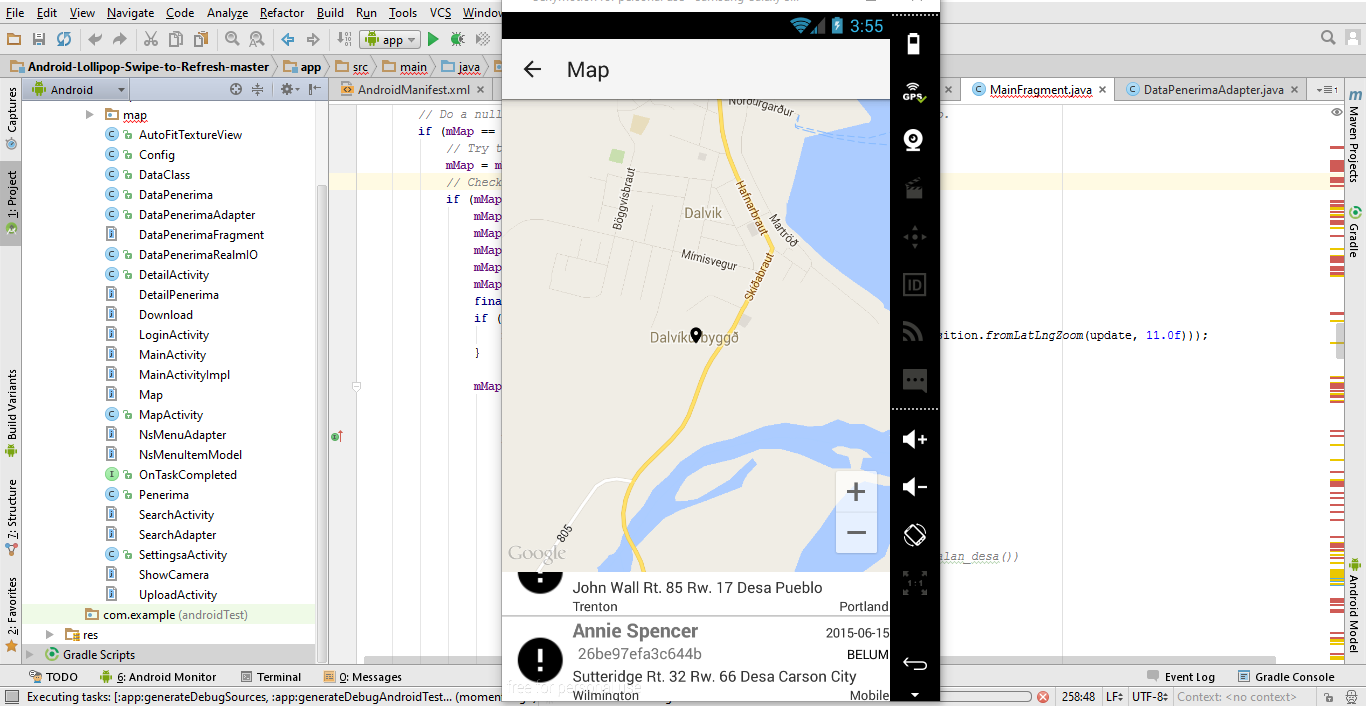 File Edit View Navigate Code Analyze Refactor Build Run Tools VCS Window
app
3:55
Android-Lollipop-Swipe-to-Refresh-master app src main java
Android
AndroidManifest.xml
MainFragment.java
DataPenerimaAdapter.java
Captures
1: Project
Build Variants
7: Structure
2: Favorites
map
AutoFitTextureView
Config
DataClass
DataPenerima
DataPenerimaAdapter
DataPenerimaFragment
DataPenerimaRealmIO
DetailActivity
DetailPenerima
Download
LoginActivity
MainActivity
MainActivityImpl
Map
MapActivity
NsMenuAdapter
NsMenuItemModel
OnTaskCompleted
Penerima
SearchActivity
SearchAdapter
SettingsaActivity
ShowCamera
UploadActivity
com.example (androidTest)
res
Gradle Scripts
// Do a null
if (mMap ==
// Try t
mMap = m
// Check
if (mMap
mMap
mMap
mMap
mMap
mMap
fina
if (
}
mMap
sition.fromLatLngZoom(update, 11.0f)));
alan_desa())
Map
Norðurgarður
Böggvisbraut
Hafnarbraut
Martröð
Dalvik
Mimisvegur
Skíðabraut
805
Google
+
−
John Wall Rt. 85 Rw. 17 Desa Pueblo
Trenton Portland
Annie Spencer 2015-06-15
26be97efa3c644b BELUM
Sutteridge Rt. 32 Rw. 66 Desa Carson City
Wilmington Mobile
free for personal use
GPS
ID
1:1
Maven Projects
Gradle
Android Model
TODO 6: Android Monitor Terminal 0: Messages
Event Log Gradle Console
Executing tasks: [:app:generateDebugSources, :app:generateDebugAndroidTest... (momen
258:48 LF UTF-8 Context: <no context>